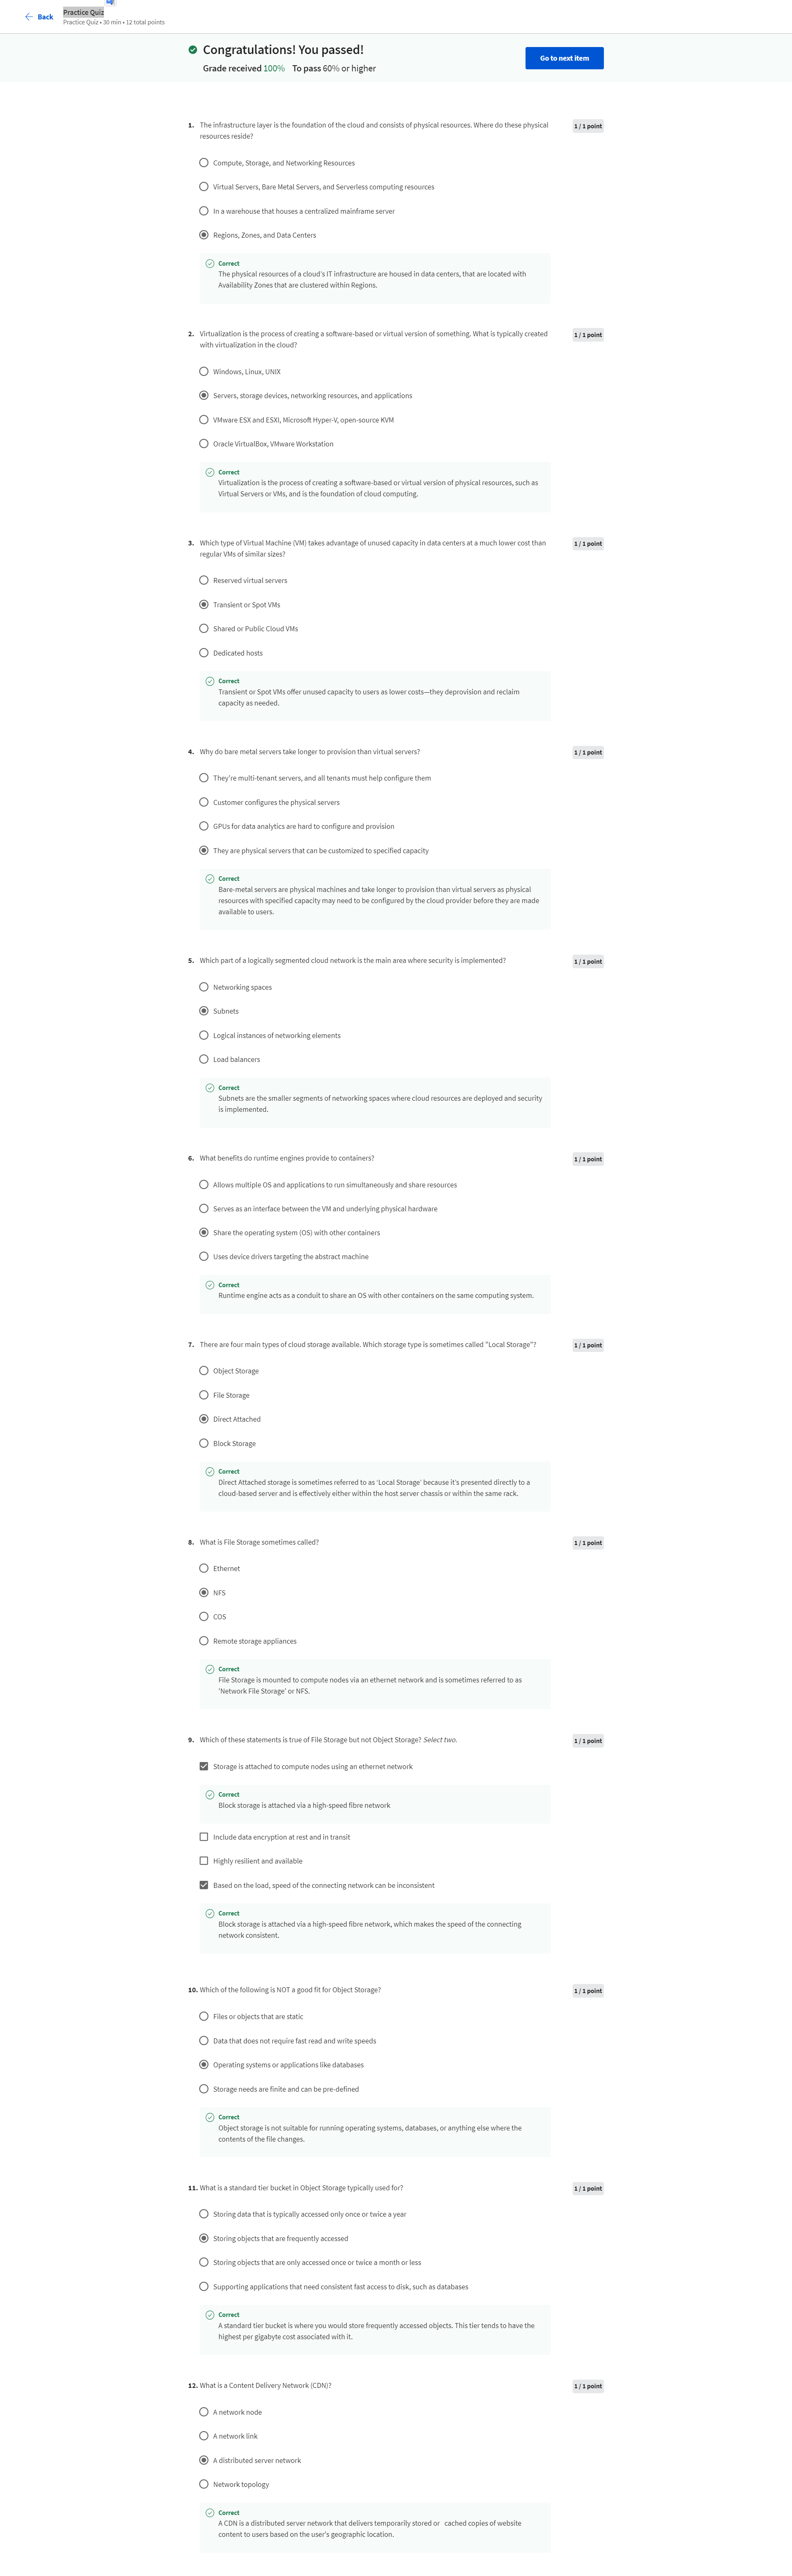 Back
Practice Quiz
Practice Quiz • 30 min • 12 total points
Congratulations! You passed!
Grade received 100% To pass 60% or higher
Go to next item
1. The infrastructure layer is the foundation of the cloud and consists of physical resources. Where do these physical
resources reside?
1 / 1 point
Compute, Storage, and Networking Resources
Virtual Servers, Bare Metal Servers, and Serverless computing resources
In a warehouse that houses a centralized mainframe server
Regions, Zones, and Data Centers
Correct
The physical resources of a cloud's IT infrastructure are housed in data centers, that are located with
Availability Zones that are clustered within Regions.
2. Virtualization is the process of creating a software-based or virtual version of something. What is typically created
with virtualization in the cloud?
1 / 1 point
Windows, Linux, UNIX
Servers, storage devices, networking resources, and applications
VMware ESX and ESXI, Microsoft Hyper-V, open-source KVM
Oracle VirtualBox, VMware Workstation
Correct
Virtualization is the process of creating a software-based or virtual version of physical resources, such as
Virtual Servers or VMs, and is the foundation of cloud computing.
3. Which type of Virtual Machine (VM) takes advantage of unused capacity in data centers at a much lower cost than
regular VMs of similar sizes?
1 / 1 point
Reserved virtual servers
Transient or Spot VMs
Shared or Public Cloud VMs
Dedicated hosts
Correct
Transient or Spot VMs offer unused capacity to users as lower costs—they deprovision and reclaim
capacity as needed.
4. Why do bare metal servers take longer to provision than virtual servers?
1 / 1 point
They're multi-tenant servers, and all tenants must help configure them
Customer configures the physical servers
GPUs for data analytics are hard to configure and provision
They are physical servers that can be customized to specified capacity
Correct
Bare-metal servers are physical machines and take longer to provision than virtual servers as physical
resources with specified capacity may need to be configured by the cloud provider before they are made
available to users.
5. Which part of a logically segmented cloud network is the main area where security is implemented?
1 / 1 point
Networking spaces
Subnets
Logical instances of networking elements
Load balancers
Correct
Subnets are the smaller segments of networking spaces where cloud resources are deployed and security
is implemented.
6. What benefits do runtime engines provide to containers?
1 / 1 point
Allows multiple OS and applications to run simultaneously and share resources
Serves as an interface between the VM and underlying physical hardware
Share the operating system (OS) with other containers
Uses device drivers targeting the abstract machine
Correct
Runtime engine acts as a conduit to share an OS with other containers on the same computing system.
7. There are four main types of cloud storage available. Which storage type is sometimes called "Local Storage"?
1 / 1 point
Object Storage
File Storage
Direct Attached
Block Storage
Correct
Direct Attached storage is sometimes referred to as 'Local Storage' because it's presented directly to a
cloud-based server and is effectively either within the host server chassis or within the same rack.
8. What is File Storage sometimes called?
1 / 1 point
Ethernet
NFS
COS
Remote storage appliances
Correct
File Storage is mounted to compute nodes via an ethernet network and is sometimes referred to as
'Network File Storage' or NFS.
9. Which of these statements is true of File Storage but not Object Storage? Select two.
1 / 1 point
Storage is attached to compute nodes using an ethernet network
Correct
Block storage is attached via a high-speed fibre network
Include data encryption at rest and in transit
Highly resilient and available
Based on the load, speed of the connecting network can be inconsistent
Correct
Block storage is attached via a high-speed fibre network, which makes the speed of the connecting
network consistent.
10. Which of the following is NOT a good fit for Object Storage?
1 / 1 point
Files or objects that are static
Data that does not require fast read and write speeds
Operating systems or applications like databases
Storage needs are finite and can be pre-defined
Correct
Object storage is not suitable for running operating systems, databases, or anything else where the
contents of the file changes.
11. What is a standard tier bucket in Object Storage typically used for?
1 / 1 point
Storing data that is typically accessed only once or twice a year
Storing objects that are frequently accessed
Storing objects that are only accessed once or twice a month or less
Supporting applications that need consistent fast access to disk, such as databases
Correct
A standard tier bucket is where you would store frequently accessed objects. This tier tends to have the
highest per gigabyte cost associated with it.
12. What is a Content Delivery Network (CDN)?
1 / 1 point
A network node
A network link
A distributed server network
Network topology
Correct
A CDN is a distributed server network that delivers temporarily stored or cached copies of website
content to users based on the user's geographic location.